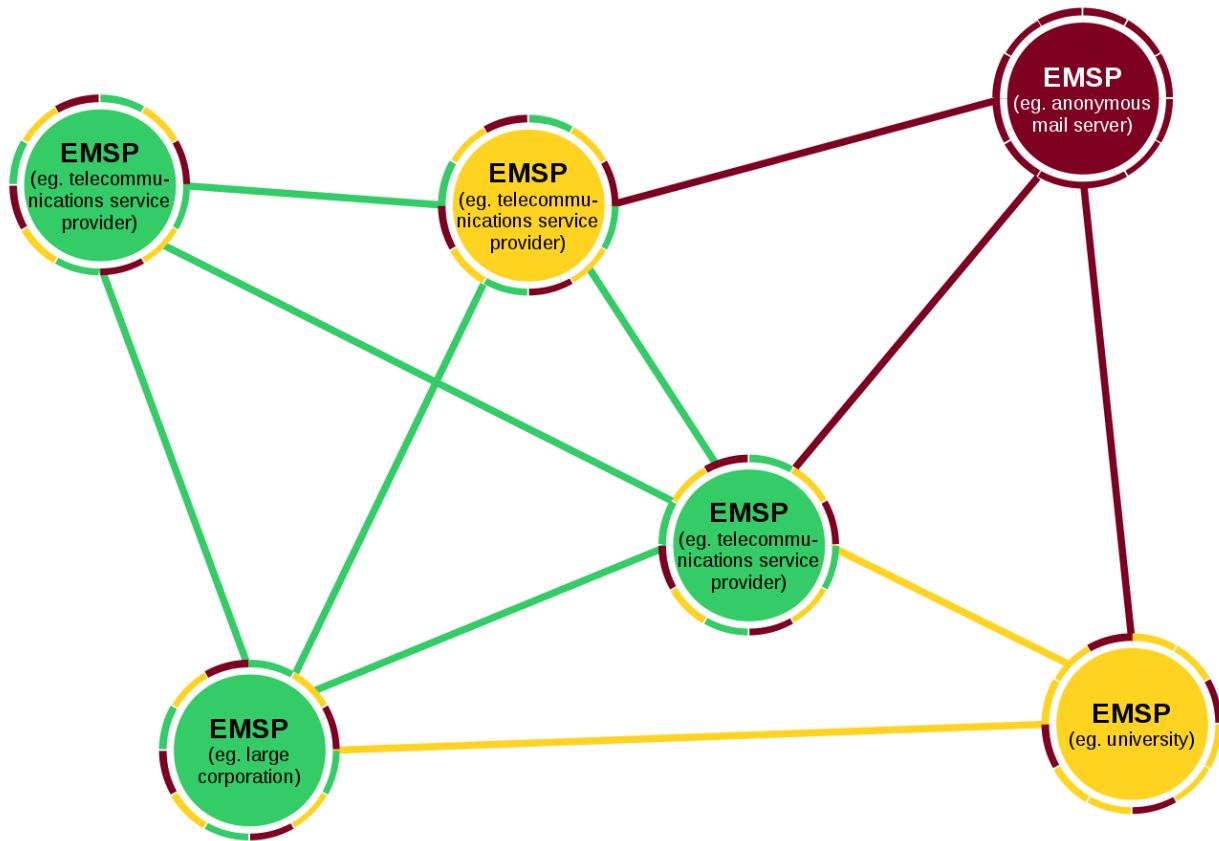 EMSP
(eg. anonymous
mail server)
EMSP
(eg. telecommu-
nications service
provider)
EMSP
(eg. telecommu-
nications service
provider)
EMSP
(eg. telecommu-
nications service
provider)
EMSP
(eg. large
corporation)
EMSP
(eg. university)